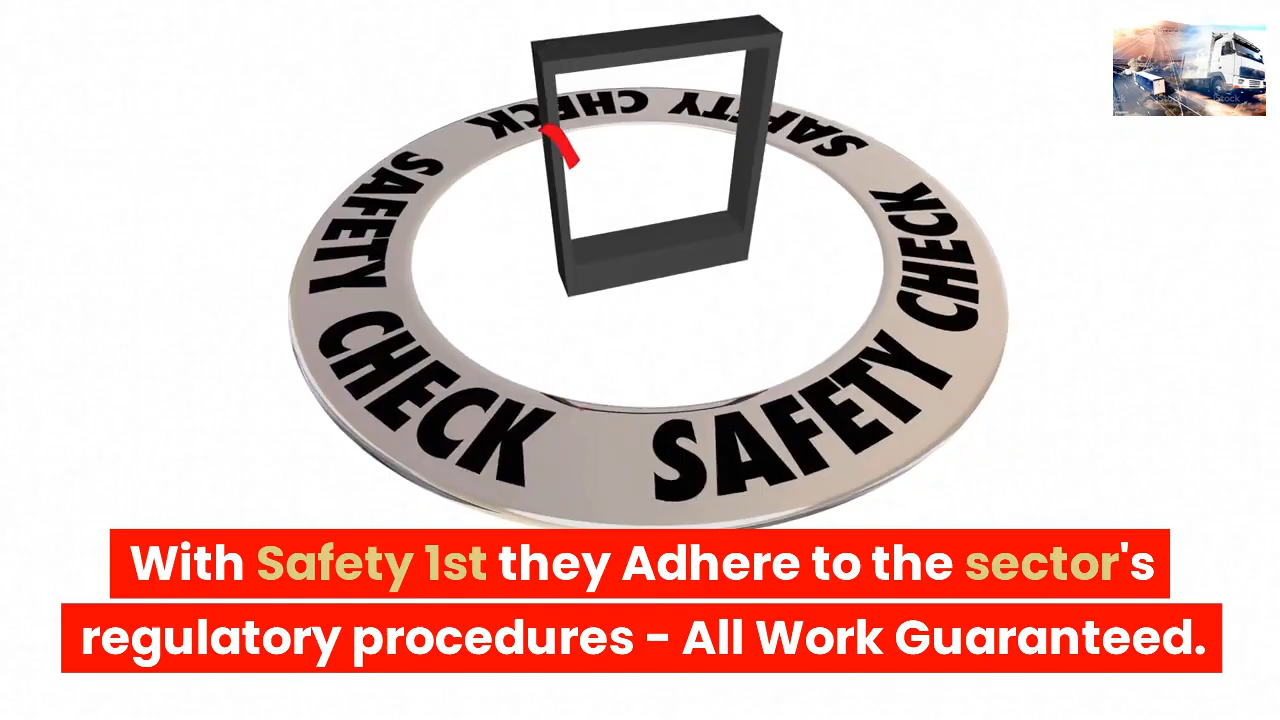 SAFETY CHECK
SAFETY CHECK
SAFETY CHECK
With Safety 1st they Adhere to the sector's
regulatory procedures - All Work Guaranteed.